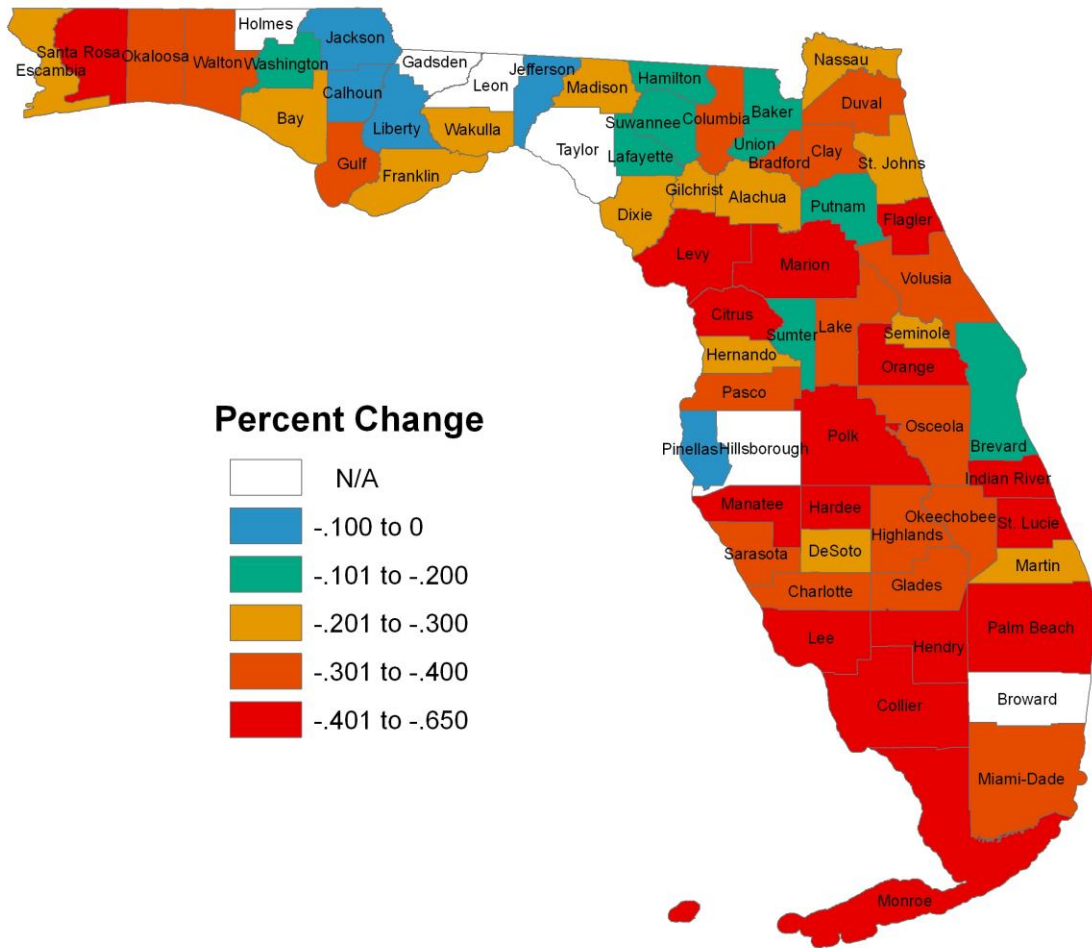 Holmes
Jackson
Santa Rosa
Okaloosa
Escambia
Walton
Washington
Gadsden
Leon
Jefferson
Madison
Hamilton
Nassau
Calhoun
Bay
Liberty
Wakulla
Suwannee
Columbia
Baker
Duval
Taylor
Lafayette
Union
Bradford
Clay
St. Johns
Gulf
Franklin
Gilchrist
Alachua
Dixie
Putnam
Flagler
Levy
Marion
Volusia
Citrus
Sumter
Lake
Seminole
Hernando
Orange
Pasco
Percent Change
N/A
-.100 to 0
-.101 to -.200
-.201 to -.300
-.301 to -.400
-.401 to -.650
Pinellas
Hillsborough
Polk
Osceola
Brevard
Indian River
Manatee
Hardee
Okeechobee
Highlands
St. Lucie
Sarasota
DeSoto
Martin
Charlotte
Glades
Lee
Hendry
Palm Beach
Collier
Broward
Miami-Dade
Monroe